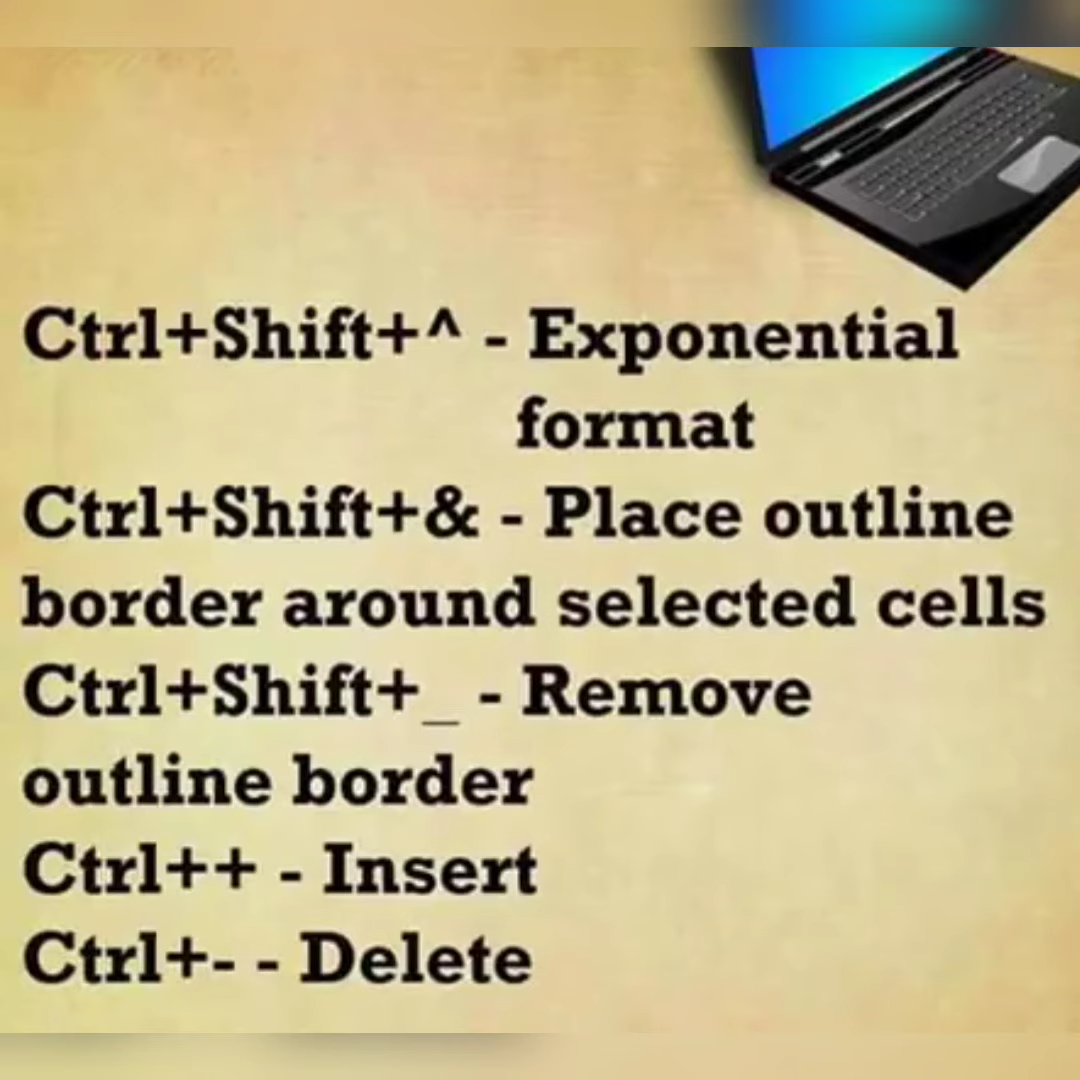 Ctrl+Shift+^ - Exponential
format
Ctrl+Shift+& - Place outline
border around selected cells
Ctrl+Shift+_ - Remove
outline border
Ctrl++ - Insert
Ctrl+- - Delete